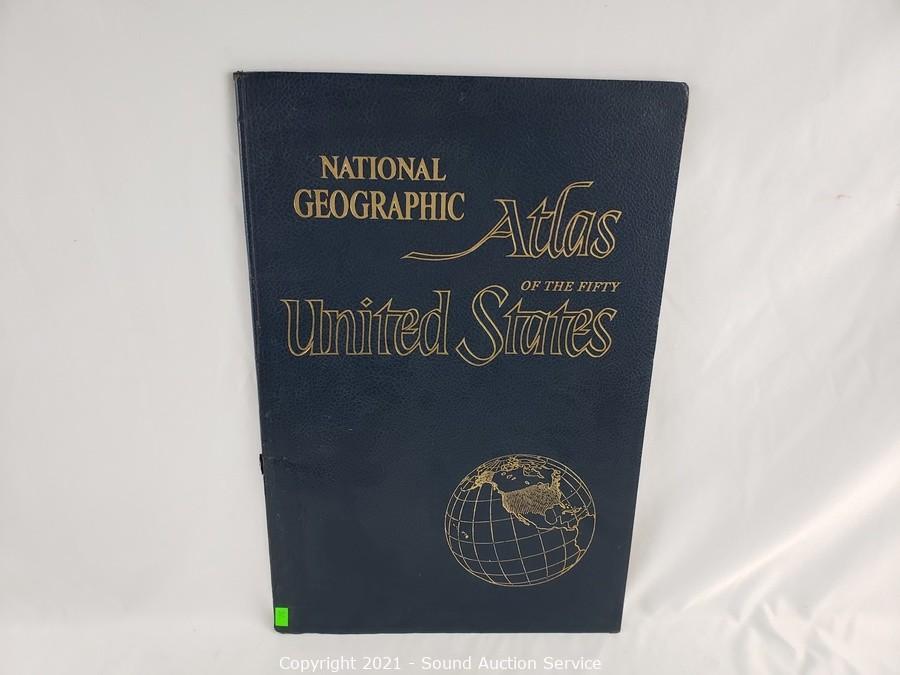 NATIONAL
GEOGRAPHIC
Atlas
OF THE FIFTY
United States
Copyright 2021 - Sound Auction Service